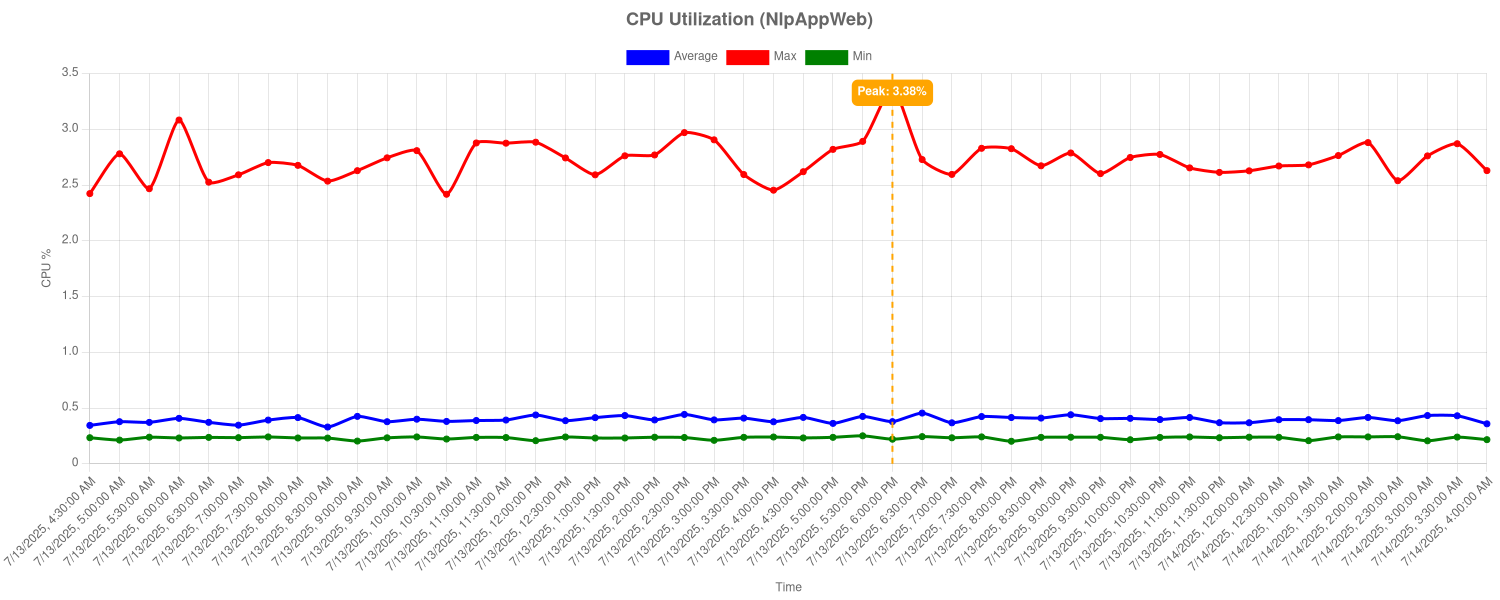 CPU Utilization (NlpAppWeb)
Average Max Min
Peak: 3.38%
3.5
3.0
2.5
2.0
1.5
1.0
0.5
0
CPU %
7/13/2025, 4:30:00 AM
7/13/2025, 5:00:00 AM
7/13/2025, 5:30:00 AM
7/13/2025, 6:00:00 AM
7/13/2025, 6:30:00 AM
7/13/2025, 7:00:00 AM
7/13/2025, 7:30:00 AM
7/13/2025, 8:00:00 AM
7/13/2025, 8:30:00 AM
7/13/2025, 9:00:00 AM
7/13/2025, 9:30:00 AM
7/13/2025, 10:00:00 AM
7/13/2025, 10:30:00 AM
7/13/2025, 11:00:00 AM
7/13/2025, 11:30:00 AM
7/13/2025, 12:00:00 PM
7/13/2025, 12:30:00 PM
7/13/2025, 1:00:00 PM
7/13/2025, 1:30:00 PM
7/13/2025, 2:00:00 PM
7/13/2025, 2:30:00 PM
7/13/2025, 3:00:00 PM
7/13/2025, 3:30:00 PM
7/13/2025, 4:00:00 PM
7/13/2025, 4:30:00 PM
7/13/2025, 5:00:00 PM
7/13/2025, 5:30:00 PM
7/13/2025, 6:00:00 PM
7/13/2025, 6:30:00 PM
7/13/2025, 7:00:00 PM
7/13/2025, 7:30:00 PM
7/13/2025, 8:00:00 PM
7/13/2025, 8:30:00 PM
7/13/2025, 9:00:00 PM
7/13/2025, 9:30:00 PM
7/13/2025, 10:00:00 PM
7/13/2025, 10:30:00 PM
7/13/2025, 11:00:00 PM
7/13/2025, 11:30:00 PM
7/14/2025, 12:00:00 AM
7/14/2025, 12:30:00 AM
7/14/2025, 1:00:00 AM
7/14/2025, 1:30:00 AM
7/14/2025, 2:00:00 AM
7/14/2025, 2:30:00 AM
7/14/2025, 3:00:00 AM
7/14/2025, 3:30:00 AM
7/14/2025, 4:00:00 AM
Time